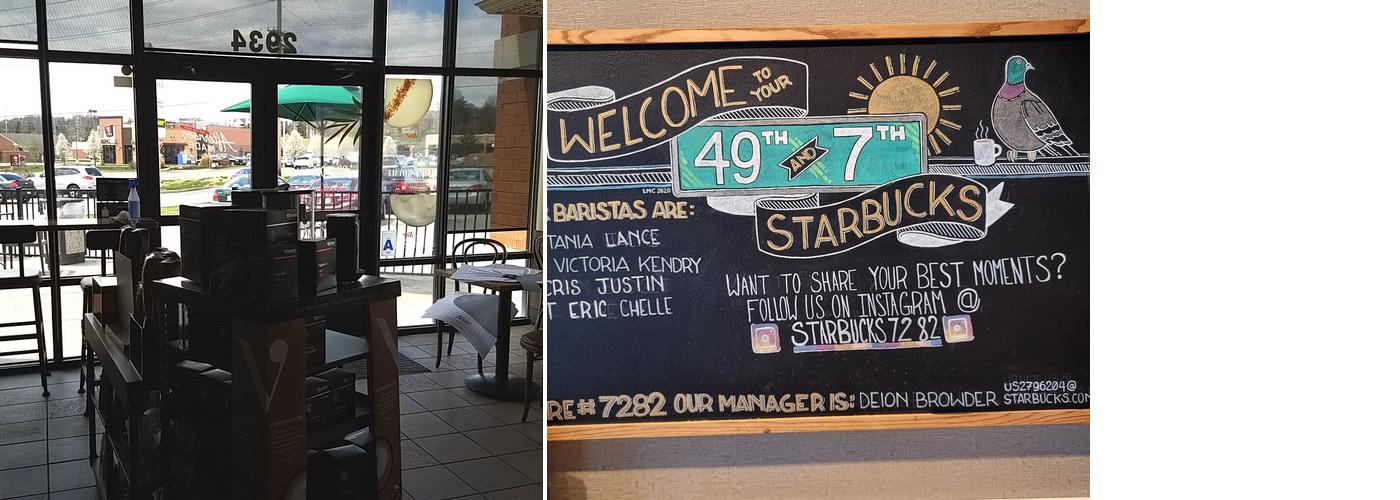 2934
A
WELCOME TO YOUR
49TH AND 7TH
STARBUCKS
LMC 2020
BARISTAS ARE:
TANIA LANCE
VICTORIA KENDRY
CRIS JUSTIN
T ERIC CHELLE
WANT TO SHARE YOUR BEST MOMENTS?
FOLLOW US ON INSTAGRAM @
STARBUCKS7282
RE# 7282 OUR MANAGER IS: DEION BROWDER
US2796204@
STARBUCKS.COM